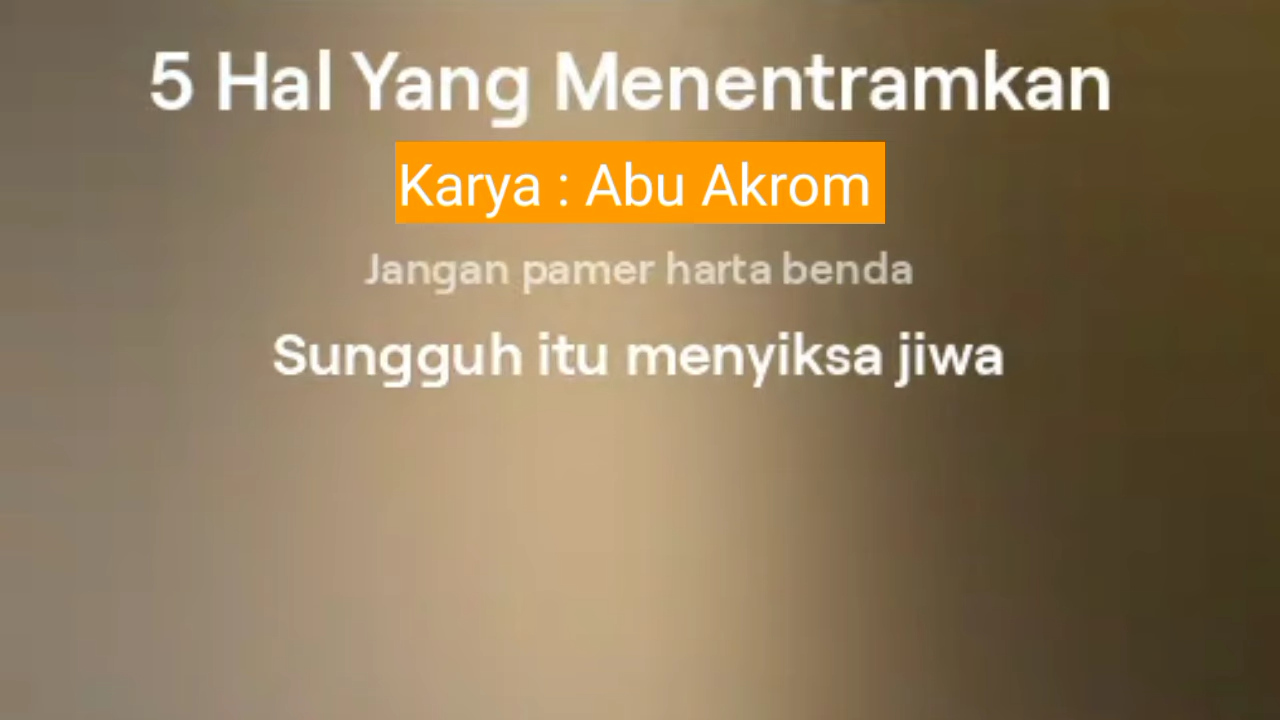 5 Hal Yang Menentramkan
Karya : Abu Akrom
Jangan pamer harta benda
Sungguh itu menyiksa jiwa